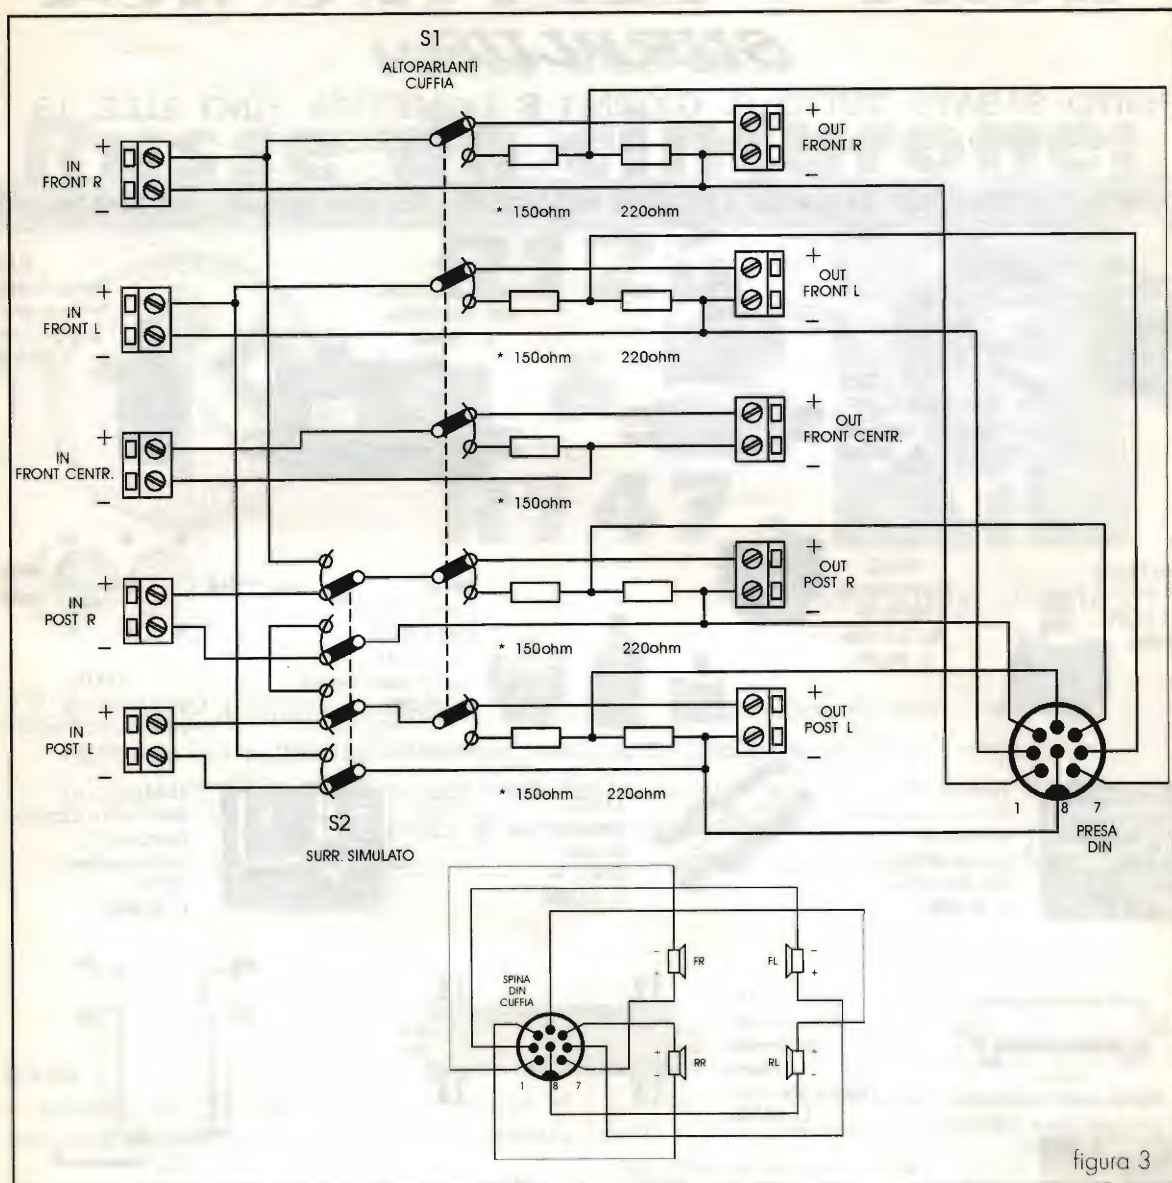 S1
ALTOPARLANTI
CUFFIA
+
IN
FRONT R
−
+
OUT
FRONT R
−
* 150ohm 220ohm
+
IN
FRONT L
−
+
OUT
FRONT L
−
* 150ohm 220ohm
+
IN
FRONT CENTR.
−
+
OUT
FRONT CENTR.
−
* 150ohm
+
IN
POST R
−
+
OUT
POST R
−
* 150ohm 220ohm
+
IN
POST L
−
+
OUT
POST L
−
* 150ohm 220ohm
S2
SURR. SIMULATO
1 8 7
PRESA
DIN
SPINA
DIN
CUFFIA
1 8 7
− FR +
− FL +
+ RR −
+ RL −
figura 3